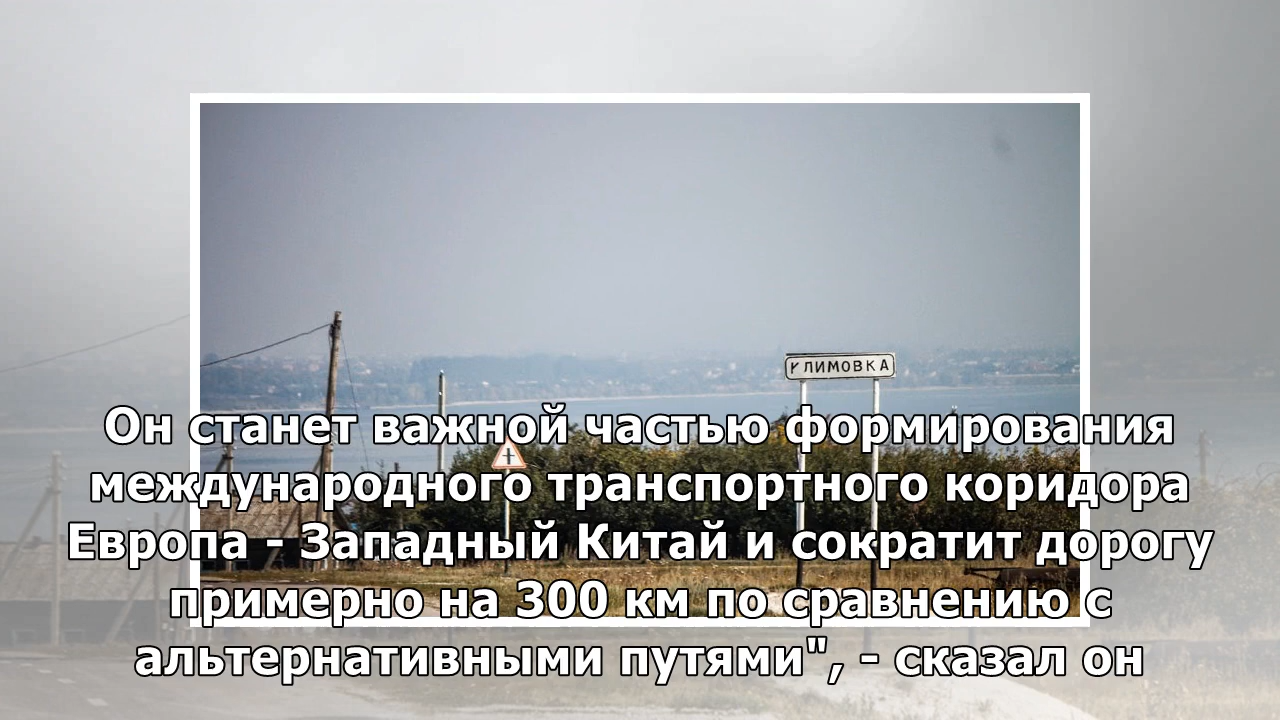 КЛИМОВКА
Он станет важной частью формирования
международного транспортного коридора
Европа - Западный Китай и сократит дорогу
примерно на 300 км по сравнению с
альтернативными путями", - сказал он